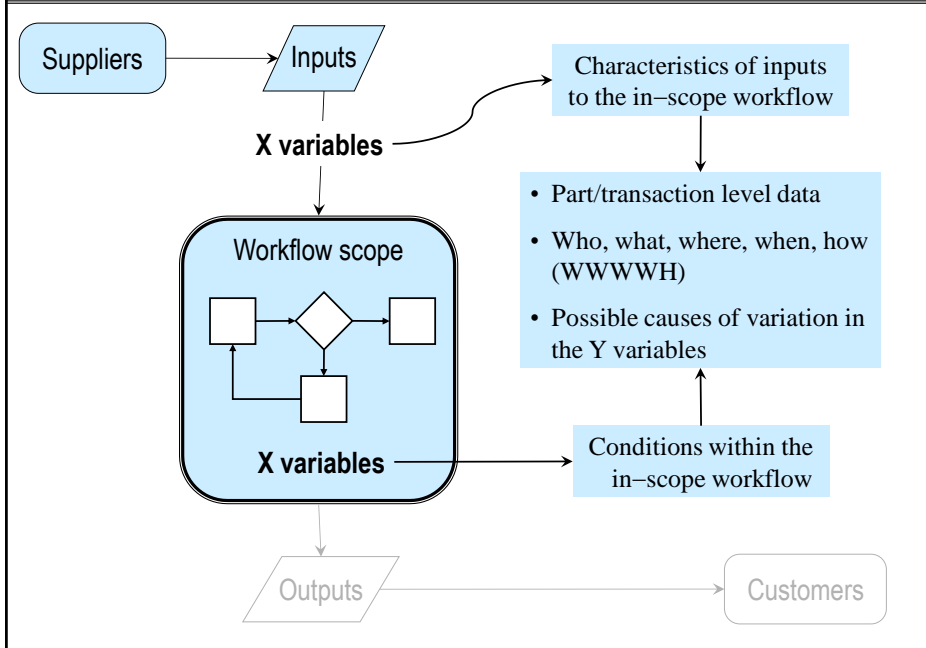 Suppliers
Inputs
Characteristics of inputs
to the in−scope workflow
X variables
• Part/transaction level data
• Who, what, where, when, how
(WWWWH)
• Possible causes of variation in
the Y variables
Workflow scope
X variables
Conditions within the
in−scope workflow
Outputs
Customers